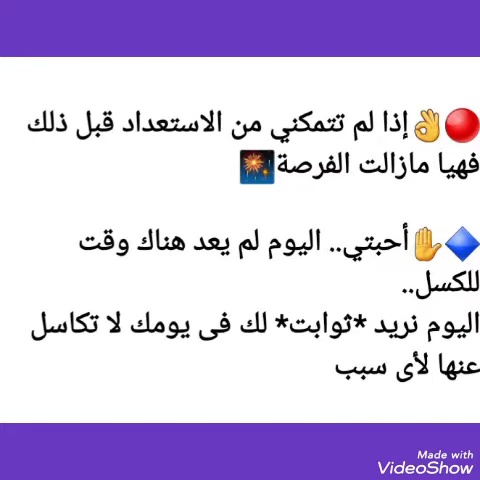 🔴👌إذا لم تتمكني من الاستعداد قبل ذلك
فهيا مازالت الفرصة🎇
🔷✋أحبتي.. اليوم لم يعد هناك وقت
للكسل..
اليوم نريد *ثوابت* لك فى يومك لا تكاسل
عنها لأى سبب
Made with
VideoShow